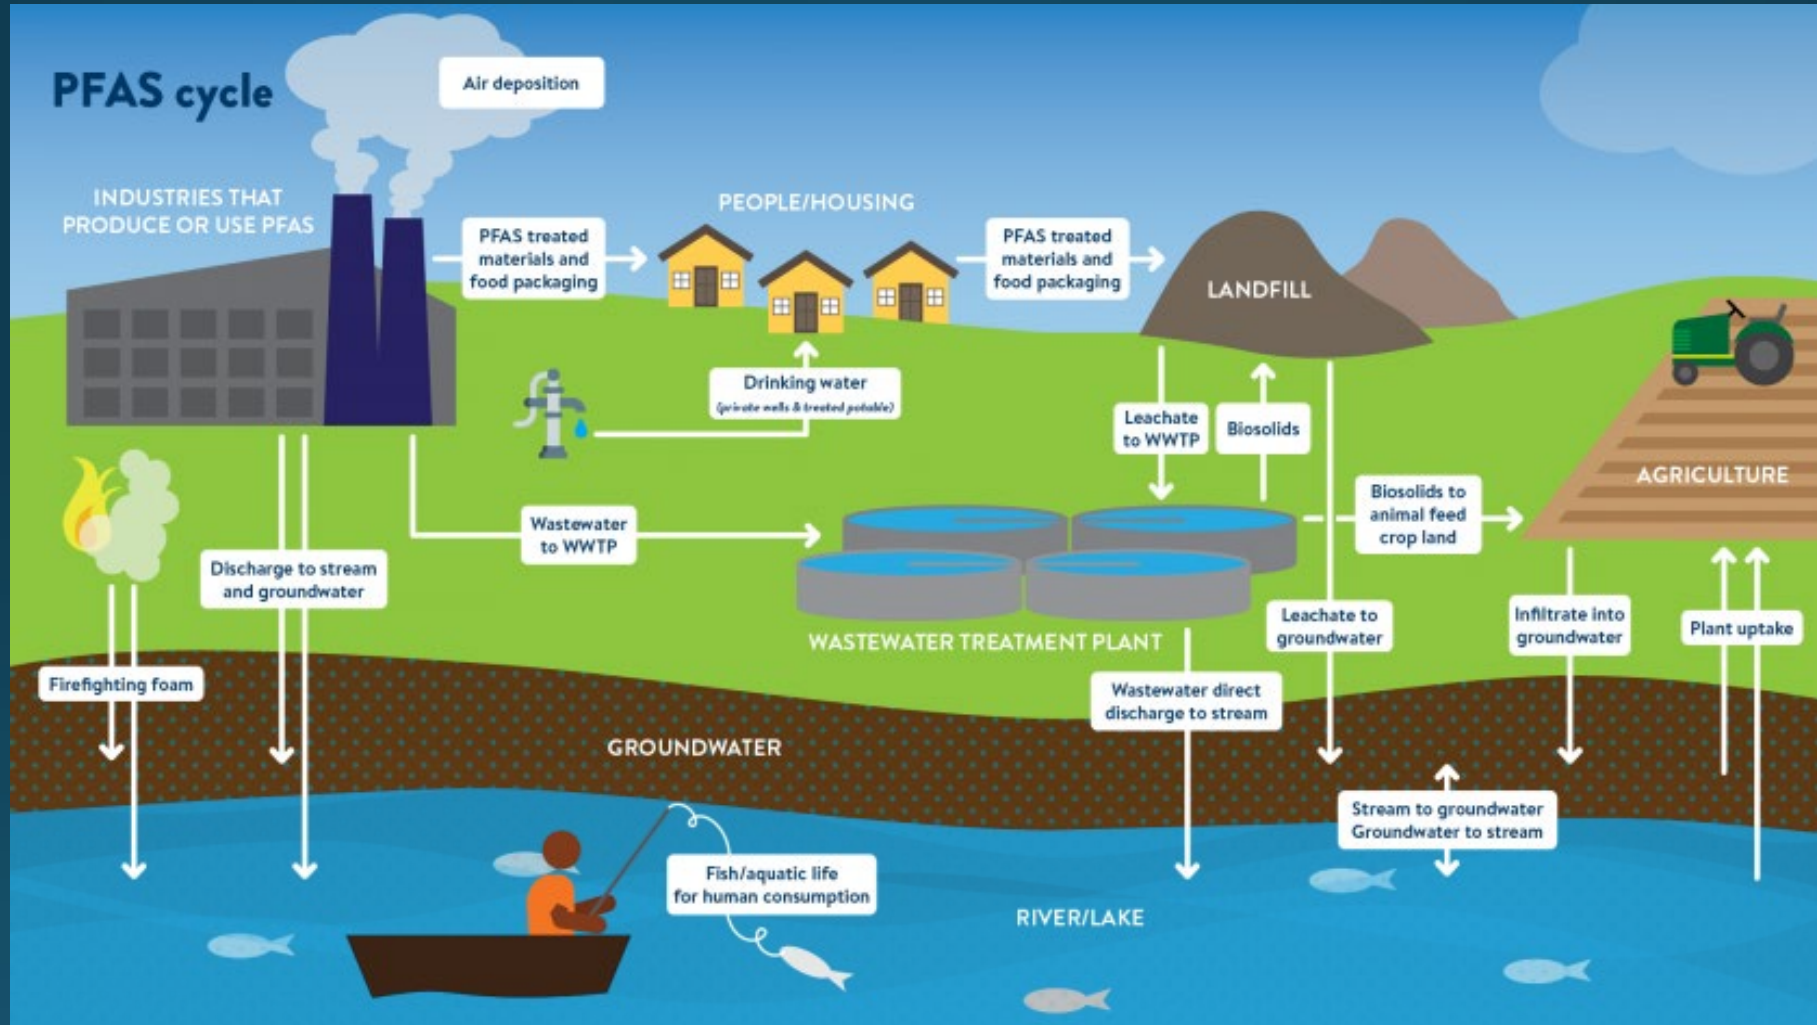 PFAS cycle
Air deposition
INDUSTRIES THAT
PRODUCE OR USE PFAS
PFAS treated
materials and
food packaging
PEOPLE/HOUSING
PFAS treated
materials and
food packaging
LANDFILL
Drinking water
(private wells & treated potable)
Leachate
to WWTP
Biosolids
AGRICULTURE
Biosolids to
animal feed
crop land
Wastewater
to WWTP
Discharge to stream
and groundwater
WASTEWATER TREATMENT PLANT
Leachate to
groundwater
Infiltrate into
groundwater
Plant uptake
Firefighting foam
Wastewater direct
discharge to stream
GROUNDWATER
Stream to groundwater
Groundwater to stream
Fish/aquatic life
for human consumption
RIVER/LAKE